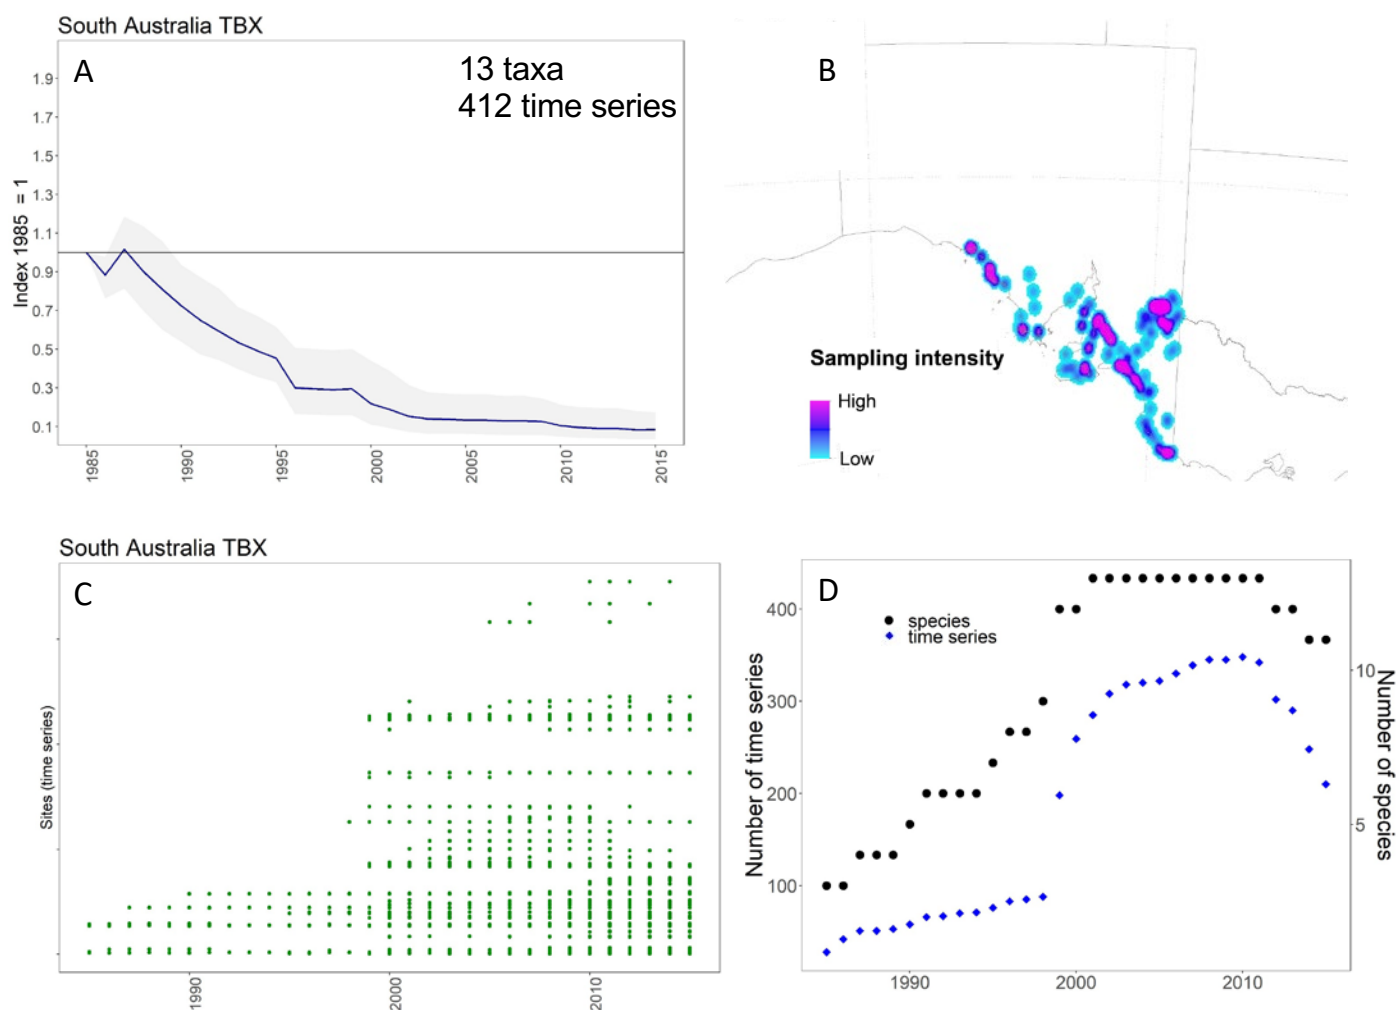 South Australia TBX
A
13 taxa
412 time series
Index 1985 = 1
1.9
1.7
1.5
1.3
1.1
0.9
0.7
0.5
0.3
0.1
1985
1990
1995
2000
2005
2010
2015
B
Sampling intensity
High
Low
South Australia TBX
C
Sites (time series)
1990
2000
2010
D
species
time series
Number of time series
400
300
200
100
1990
2000
2010
10
5
Number of species